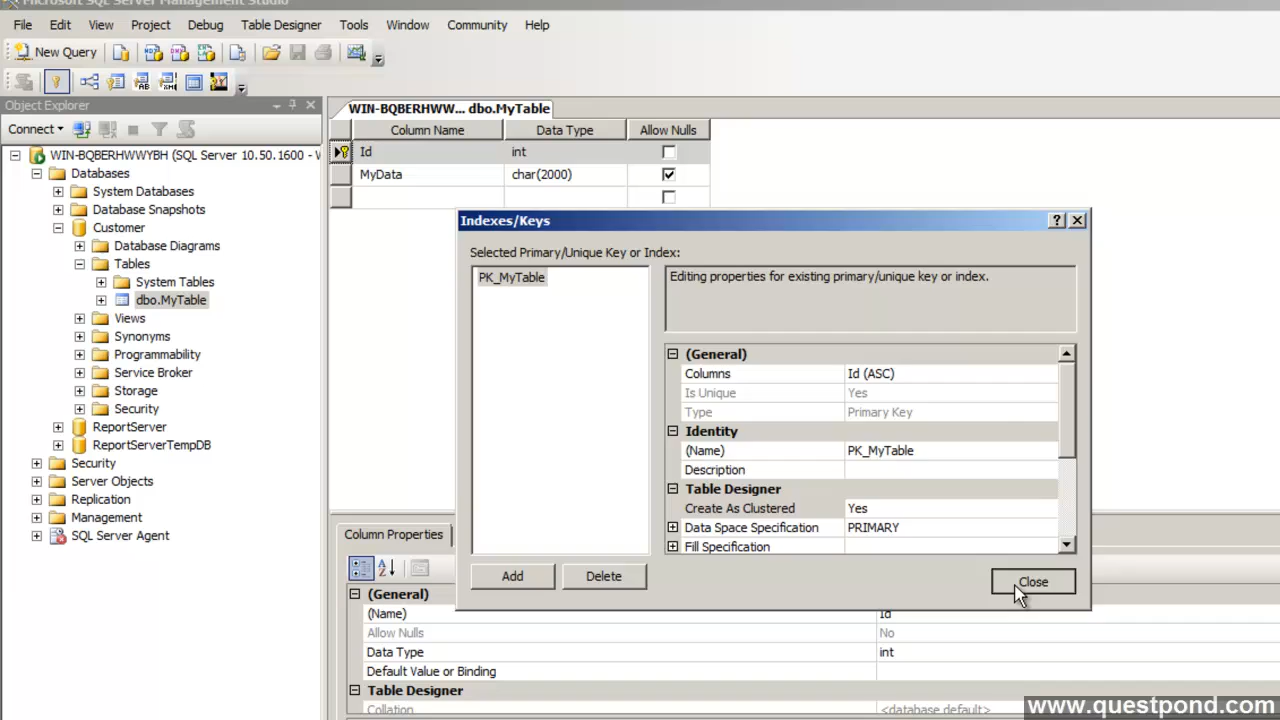 Microsoft SQL Server Management Studio
File Edit View Project Debug Table Designer Tools Window Community Help
New Query
Object Explorer
Connect
WIN-BQBERHWWYBH (SQL Server 10.50.1600 - W
Databases
System Databases
Database Snapshots
Customer
Database Diagrams
Tables
System Tables
dbo.MyTable
Views
Synonyms
Programmability
Service Broker
Storage
Security
ReportServer
ReportServerTempDB
Security
Server Objects
Replication
Management
SQL Server Agent
WIN-BQBERHWW... dbo.MyTable
Column Name Data Type Allow Nulls
Id int
MyData char(2000)
Indexes/Keys
Selected Primary/Unique Key or Index:
PK_MyTable
Editing properties for existing primary/unique key or index.
(General)
Columns Id (ASC)
Is Unique Yes
Type Primary Key
Identity
(Name) PK_MyTable
Description
Table Designer
Create As Clustered Yes
Data Space Specification PRIMARY
Fill Specification
Add Delete
Close
Column Properties
(General)
(Name) Id
Allow Nulls No
Data Type int
Default Value or Binding
Table Designer
Collation <database default>
www.questpond.com